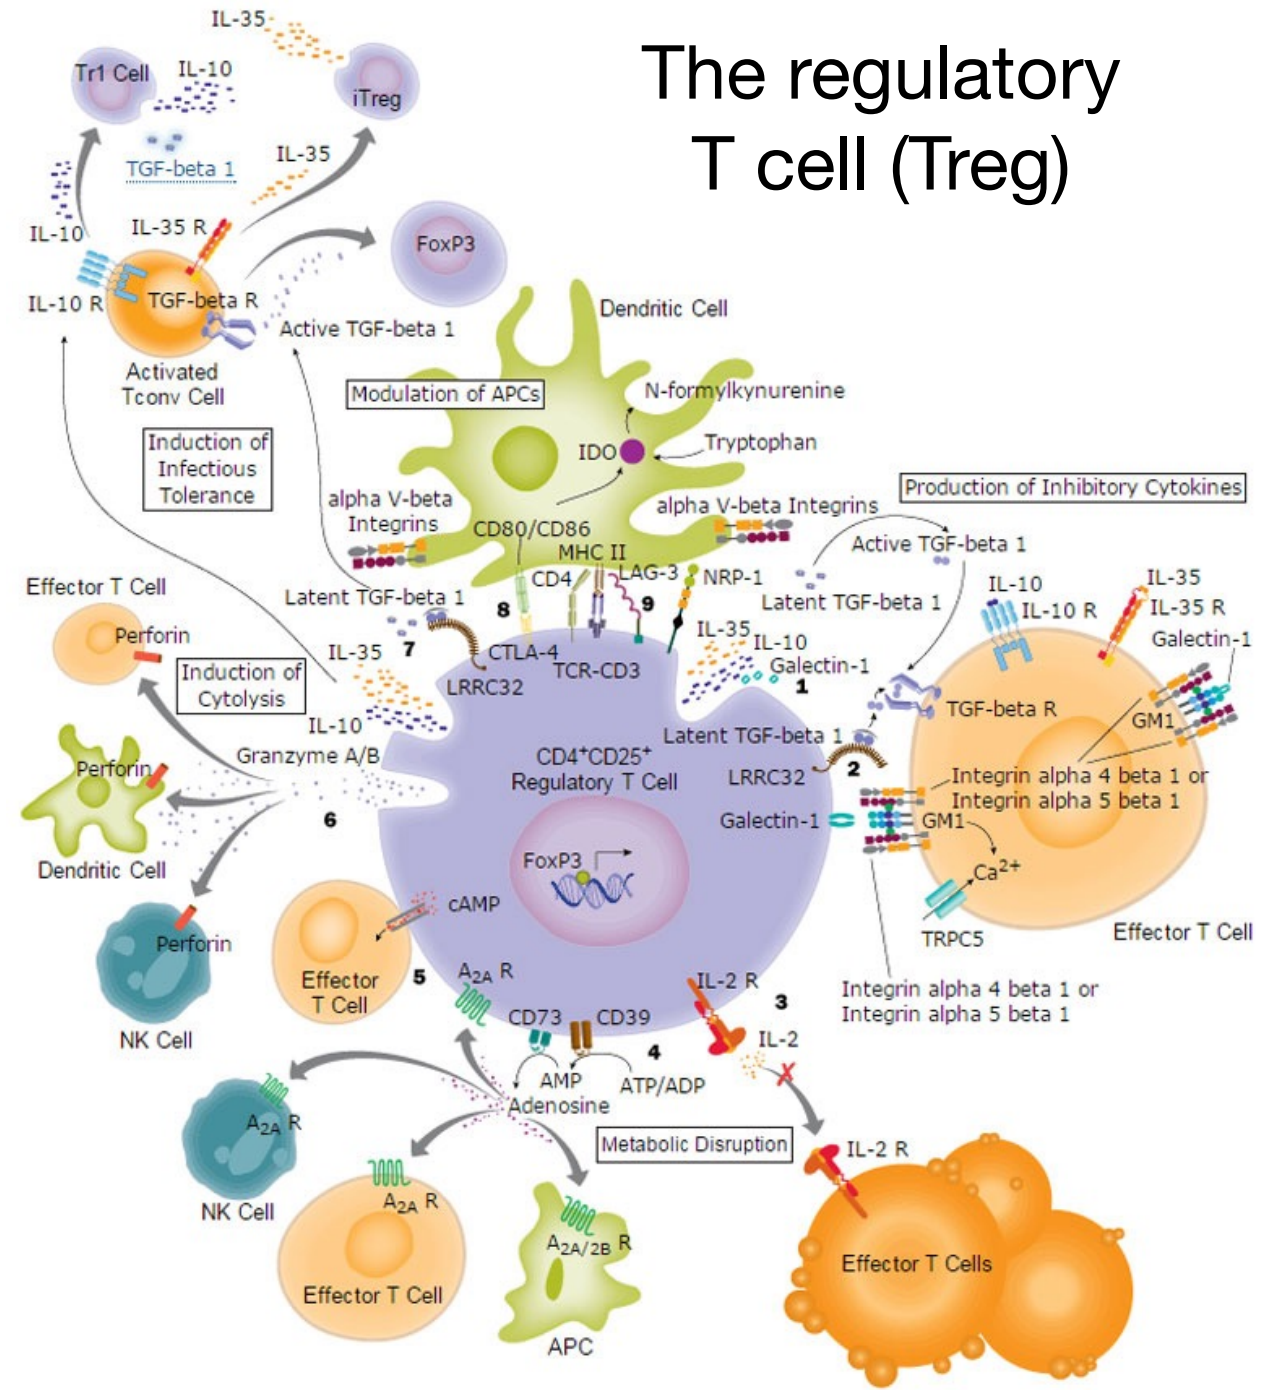 The regulatory
T cell (Treg)
IL-35
Tr1 Cell
IL-10
iTreg
TGF-beta 1
IL-35
IL-10
IL-35 R
FoxP3
IL-10 R
TGF-beta R
Active TGF-beta 1
Activated
Tconv Cell
Dendritic Cell
Modulation of APCs
N-formylkynurenine
IDO
Tryptophan
Induction of
Infectious
Tolerance
alpha V-beta
Integrins
CD80/CD86
MHC II
alpha V-beta Integrins
Production of Inhibitory Cytokines
Active TGF-beta 1
Latent TGF-beta 1
CD4
LAG-3
NRP-1
Latent TGF-beta 1
8
9
7
CTLA-4
TCR-CD3
LRRC32
IL-35
IL-10
Galectin-1
1
IL-10
IL-10 R
IL-35
IL-35 R
Galectin-1
Effector T Cell
Perforin
Induction of
Cytolysis
IL-35
IL-10
Granzyme A/B
Perforin
Dendritic Cell
6
Perforin
NK Cell
CD4+CD25+
Regulatory T Cell
FoxP3
Latent TGF-beta 1
LRRC32
2
TGF-beta R
GM1
Integrin alpha 4 beta 1 or
Integrin alpha 5 beta 1
Galectin-1
GM1
Ca2+
TRPC5
Effector T Cell
Integrin alpha 4 beta 1 or
Integrin alpha 5 beta 1
cAMP
Effector
T Cell
5
A2A R
CD73
CD39
4
IL-2 R
3
IL-2
AMP
ATP/ADP
Adenosine
Metabolic Disruption
A2A R
NK Cell
A2A R
Effector T Cell
A2A/2B R
APC
IL-2 R
Effector T Cells